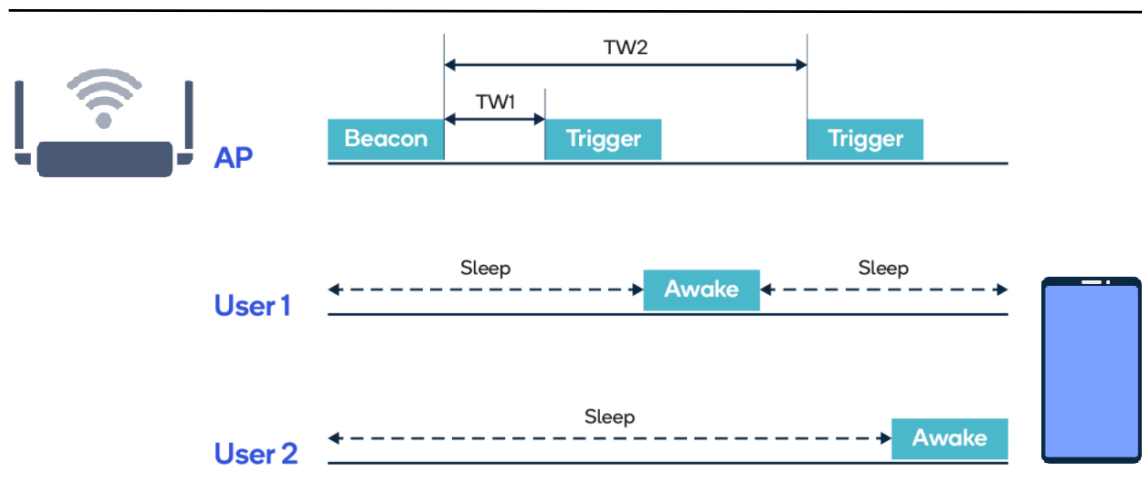 TW2
TW1
AP
Beacon
Trigger
Trigger
User 1
Sleep
Awake
Sleep
User 2
Sleep
Awake